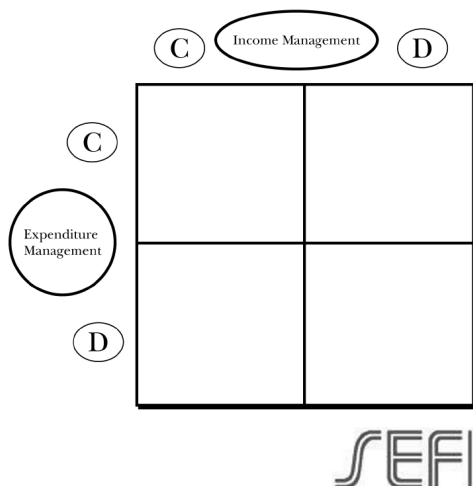 C Income Management D
C
Expenditure
Management
D
SEFI